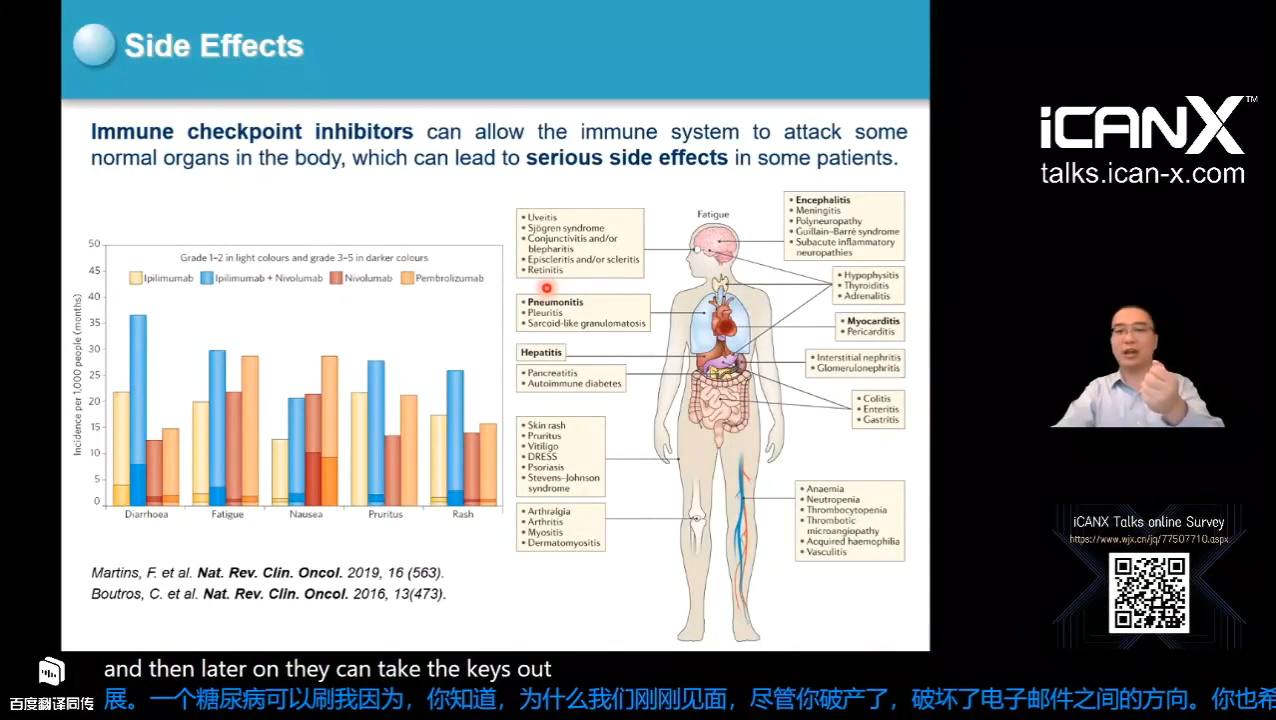 Side Effects
Immune checkpoint inhibitors can allow the immune system to attack some
normal organs in the body, which can lead to serious side effects in some patients.
Grade 1–2 in light colours and grade 3–5 in darker colours
Ipilimumab
Ipilimumab + Nivolumab
Nivolumab
Pembrolizumab
Incidence per 1,000 people (months)
50
45
40
35
30
25
20
15
10
5
0
Diarrhoea
Fatigue
Nausea
Pruritus
Rash
• Uveitis
• Sjögren syndrome
• Conjunctivitis and/or
blepharitis
• Episcleritis and/or scleritis
• Retinitis
• Pneumonitis
• Pleuritis
• Sarcoid-like granulomatosis
Hepatitis
• Pancreatitis
• Autoimmune diabetes
• Skin rash
• Pruritus
• Vitiligo
• DRESS
• Psoriasis
• Stevens–Johnson
syndrome
• Arthralgia
• Arthritis
• Myositis
• Dermatomyositis
Fatigue
• Encephalitis
• Meningitis
• Polyneuropathy
• Guillain–Barré syndrome
• Subacute inflammatory
neuropathies
• Hypophysitis
• Thyroiditis
• Adrenalitis
• Myocarditis
• Pericarditis
• Interstitial nephritis
• Glomerulonephritis
• Colitis
• Enteritis
• Gastritis
• Anaemia
• Neutropenia
• Thrombocytopenia
• Thrombotic
microangiopathy
• Acquired haemophilia
• Vasculitis
Martins, F. et al. Nat. Rev. Clin. Oncol. 2019, 16 (563).
Boutros, C. et al. Nat. Rev. Clin. Oncol. 2016, 13(473).
iCANX™
talks.ican-x.com
iCANX Talks online Survey
https://www.wjx.cn/jq/77507710.aspx
百度翻译同传
and then later on they can take the keys out
展。一个糖尿病可以刷我因为，你知道，为什么我们刚刚见面，尽管你破产了，破坏了电子邮件之间的方向。你也希